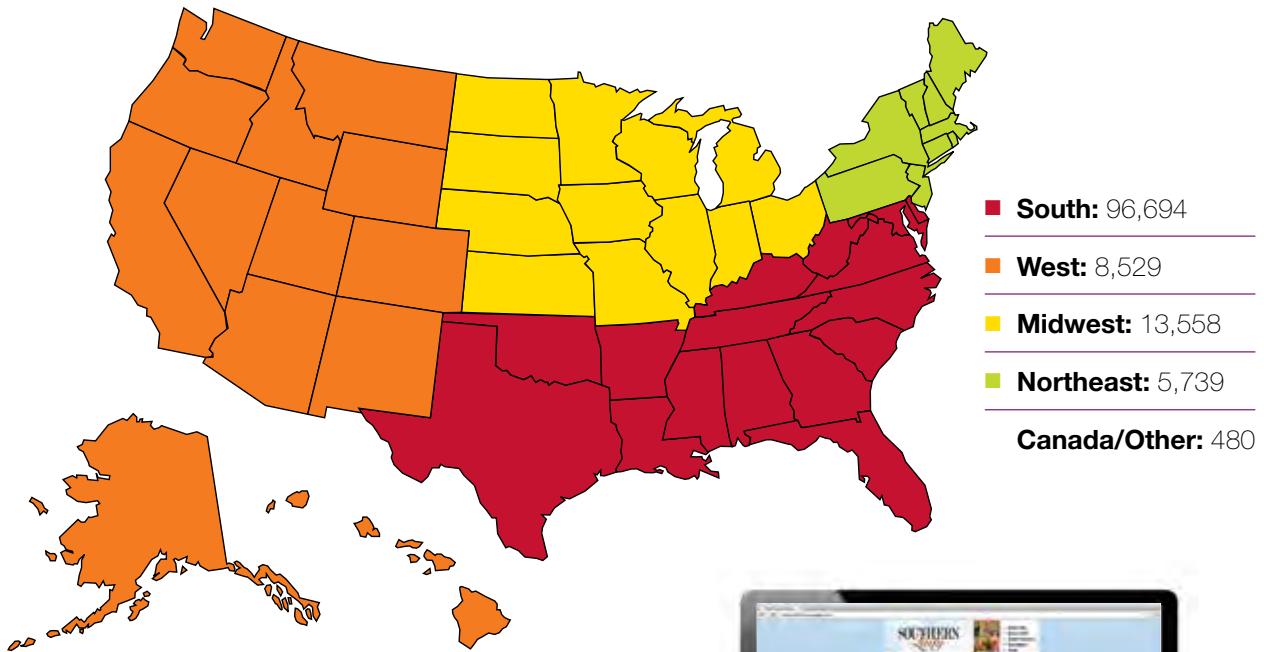 South: 96,694
West: 8,529
Midwest: 13,558
Northeast: 5,739
Canada/Other: 480
SOUTHERN